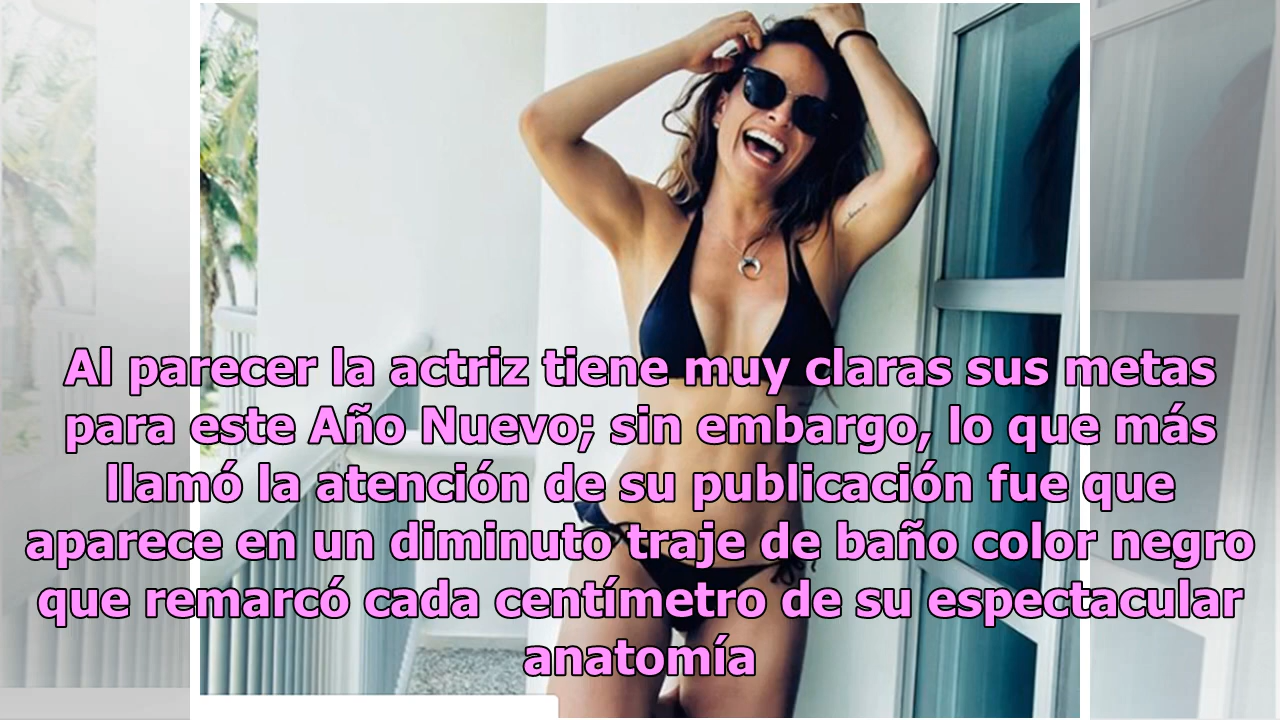 Al parecer la actriz tiene muy claras sus metas
para este Año Nuevo; sin embargo, lo que más
llamó la atención de su publicación fue que
aparece en un diminuto traje de baño color negro
que remarcó cada centímetro de su espectacular
anatomía